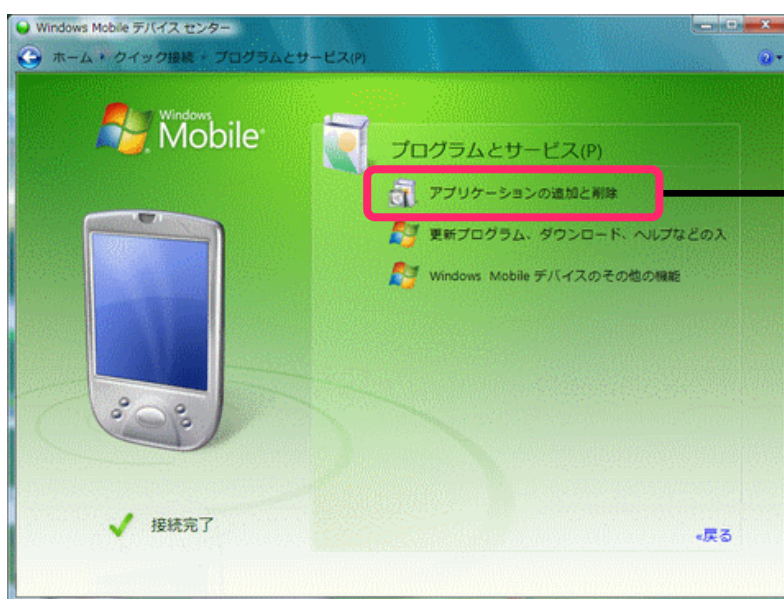 Windows Mobile デバイス センター
ホーム ▸ クイック接続 ▸ プログラムとサービス(P)
Windows
Mobile
プログラムとサービス(P)
アプリケーションの追加と削除
更新プログラム、ダウンロード、ヘルプなどの入
Windows Mobile デバイスのその他の機能
接続完了
«戻る